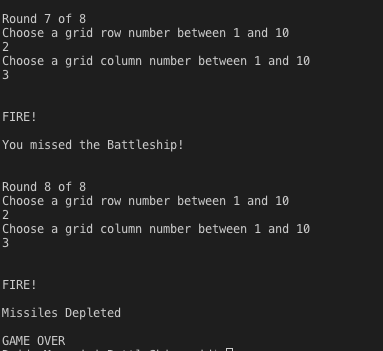 Round 7 of 8
Choose a grid row number between 1 and 10
2
Choose a grid column number between 1 and 10
3
FIRE!
You missed the Battleship!
Round 8 of 8
Choose a grid row number between 1 and 10
2
Choose a grid column number between 1 and 10
3
FIRE!
Missiles Depleted
GAME OVER